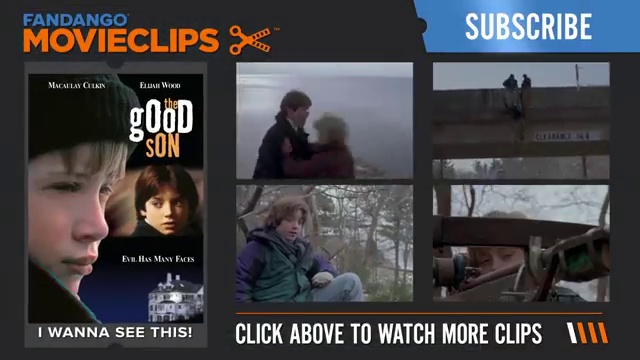 FANDANGO
MOVIECLIPS
SUBSCRIBE
MACAULAY CULKIN
ELIJAH WOOD
the
gOOD
sON
EVIL HAS MANY FACES
CLEARANCE
I WANNA SEE THIS!
CLICK ABOVE TO WATCH MORE CLIPS